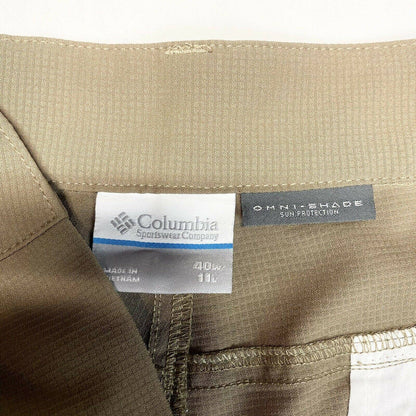 Columbia
Sportswear Company
OMNI-SHADE
SUN PROTECTION
MADE IN
VIETNAM
40W
11L